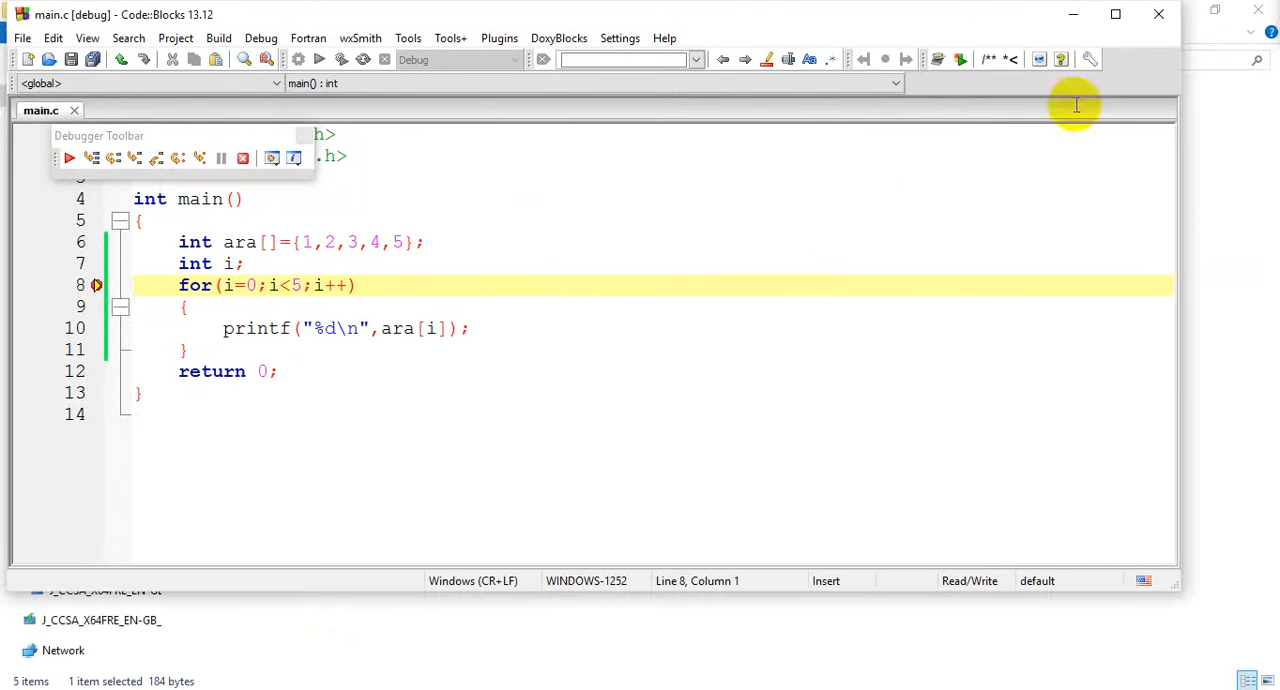 main.c [debug] - Code::Blocks 13.12
File Edit View Search Project Build Debug Fortran wxSmith Tools Tools+ Plugins DoxyBlocks Settings Help
Debug /** *<
<global> main() : int
main.c
Debugger Toolbar h>
.h>
4 int main()
5 {
6 int ara[]={1,2,3,4,5};
7 int i;
8 for(i=0;i<5;i++)
9 {
10 printf("%d\n",ara[i]);
11 }
12 return 0;
13 }
14
Windows (CR+LF) WINDOWS-1252 Line 8, Column 1 Insert Read/Write default
J_CCSA_X64FRE_EN-GB_
Network
5 items 1 item selected 184 bytes